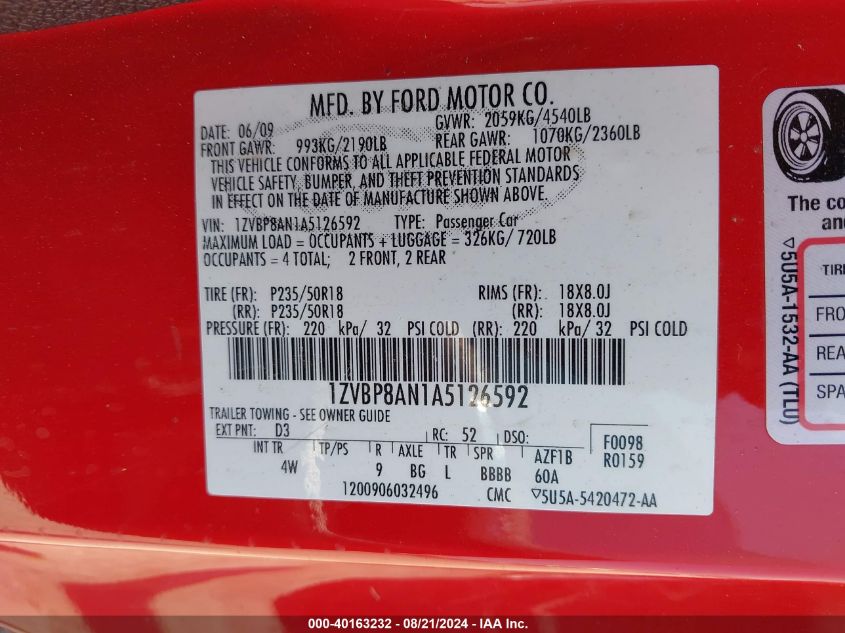 MFD. BY FORD MOTOR CO.
DATE: 06/09 GVWR: 2059KG/4540LB
FRONT GAWR: 993KG/2190LB REAR GAWR: 1070KG/2360LB
THIS VEHICLE CONFORMS TO ALL APPLICABLE FEDERAL MOTOR
VEHICLE SAFETY, BUMPER, AND THEFT PREVENTION STANDARDS
IN EFFECT ON THE DATE OF MANUFACTURE SHOWN ABOVE.
VIN: 1ZVBP8AN1A5126592 TYPE: Passenger Car
MAXIMUM LOAD = OCCUPANTS + LUGGAGE = 326KG/720LB
OCCUPANTS = 4 TOTAL; 2 FRONT, 2 REAR
TIRE (FR): P235/50R18 RIMS (FR): 18X8.0J
(RR): P235/50R18 (RR): 18X8.0J
PRESSURE (FR): 220 kPa/ 32 PSI COLD (RR): 220 kPa/ 32 PSI COLD
1ZVBP8AN1A5126592
TRAILER TOWING - SEE OWNER GUIDE
EXT PNT: D3 RC: 52 DSO: F0098
INT TR TP/PS R AXLE TR SPR AZF1B R0159
4W 9 BG L BBBB 60A
1200906032496 CMC ▽5U5A-5420472-AA
The co
an
▽5U5A-1532-AA (TLU)
TIRE
FRO
REA
SPA
000-40163232 - 08/21/2024 - IAA Inc.